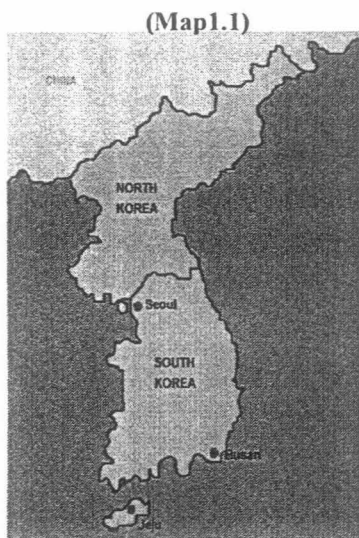 (Map1.1)
CHINA
NORTH
KOREA
Seoul
SOUTH
KOREA
Busan
Jeju